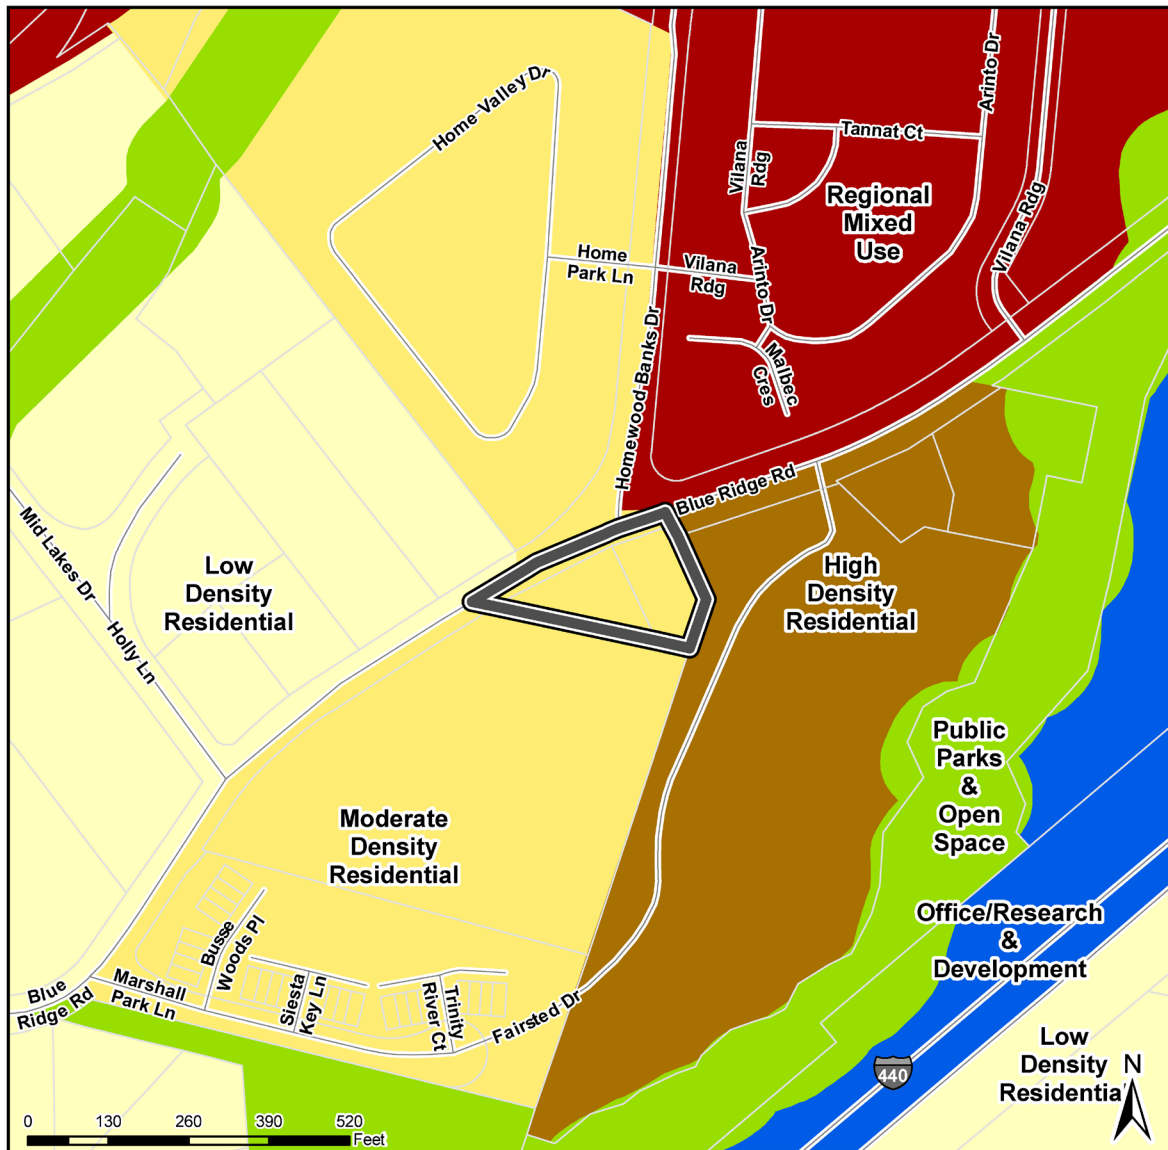 Home Valley Dr
Arinto Dr
Tannat Ct
Vilana
Rdg
Regional
Mixed
Use
Vilana Rdg
Home
Park Ln
Vilana
Rdg
Arinto Dr
Homewood Banks Dr
Malbec
Cres
Blue Ridge Rd
Mid Lakes Dr
Holly Ln
Low
Density
Residential
High
Density
Residential
Public
Parks
&
Open
Space
Moderate
Density
Residential
Office/Research
&
Development
Busse
Woods Pl
Marshall
Park Ln
Blue
Ridge Rd
Siesta
Key Ln
Trinity
River Ct
Fairsted Dr
440
Low
Density
Residential
N
0 130 260 390 520
Feet